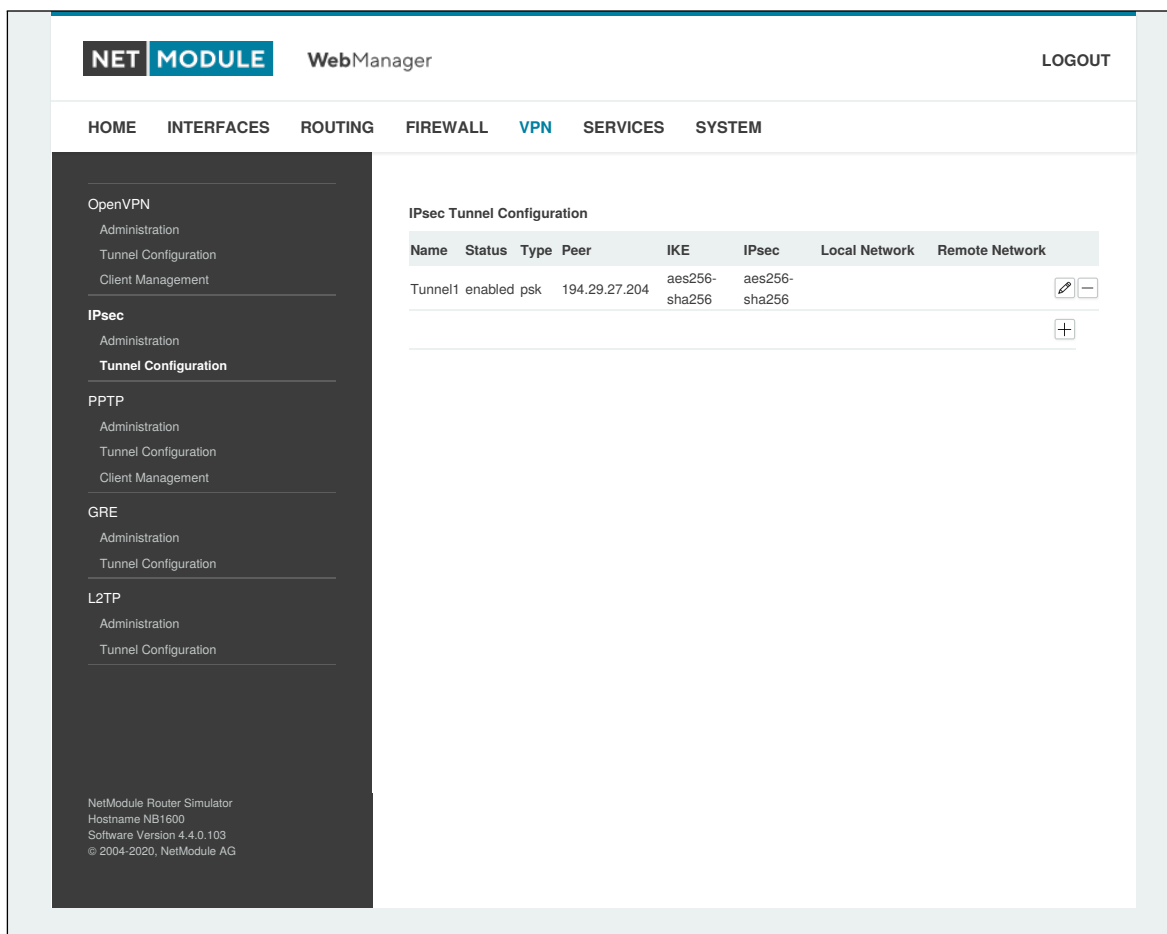 NET MODULE WebManager LOGOUT
HOME INTERFACES ROUTING FIREWALL VPN SERVICES SYSTEM
OpenVPN
Administration
Tunnel Configuration
Client Management
IPsec
Administration
Tunnel Configuration
PPTP
Administration
Tunnel Configuration
Client Management
GRE
Administration
Tunnel Configuration
L2TP
Administration
Tunnel Configuration
NetModule Router Simulator
Hostname NB1600
Software Version 4.4.0.103
© 2004-2020, NetModule AG
IPsec Tunnel Configuration
Name Status Type Peer IKE IPsec Local Network Remote Network
Tunnel1 enabled psk 194.29.27.204 aes256- aes256-
sha256 sha256